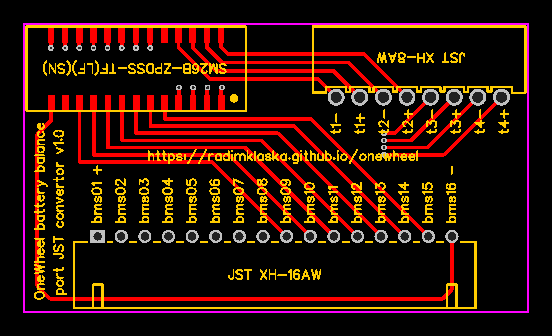 SM26B-ZPDSS-TF(LF)(SN)
JST XH-8AW
t1-
t1+
t2-
t2+
t3-
t3+
t4-
t4+
https://radimklaska.github.io/onewheel
OneWheel battery balance
port JST convertor v1.0
bms01 +
bms02
bms03
bms04
bms05
bms06
bms07
bms08
bms09
bms10
bms11
bms12
bms13
bms14
bms15
bms16 -
JST XH-16AW